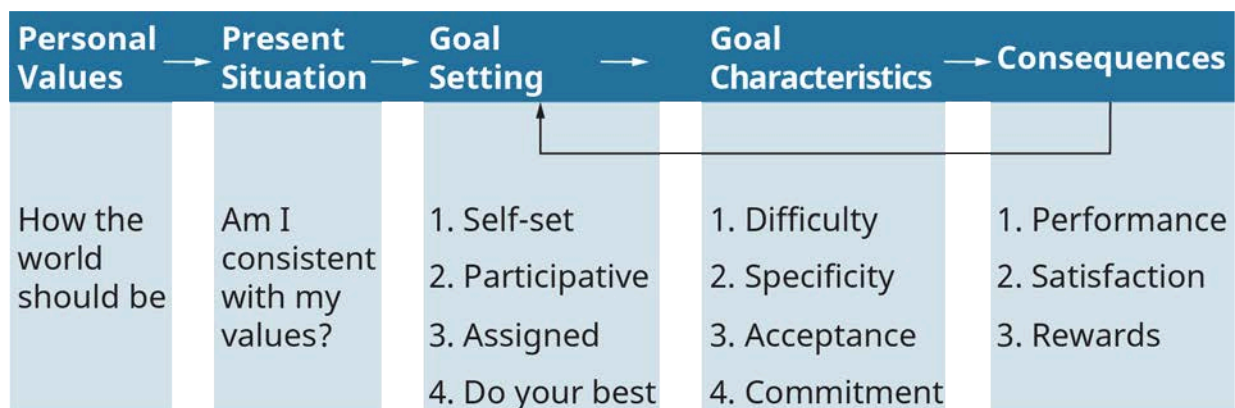 Personal
Values
Present
Situation
Goal
Setting
Goal
Characteristics
Consequences
How the
world
should be
Am I
consistent
with my
values?
1. Self-set
2. Participative
3. Assigned
4. Do your best
1. Difficulty
2. Specificity
3. Acceptance
4. Commitment
1. Performance
2. Satisfaction
3. Rewards